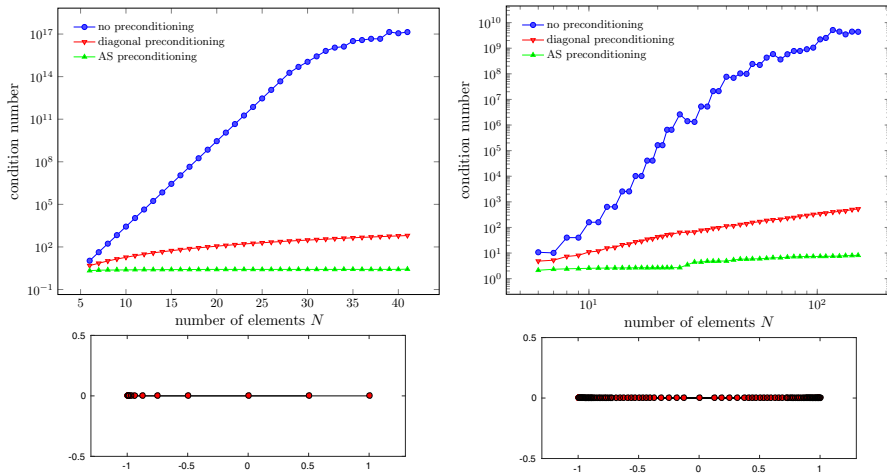 10^17
10^14
10^11
10^8
10^5
10^2
10^−1
condition number
no preconditioning
diagonal preconditioning
AS preconditioning
5 10 15 20 25 30 35 40
number of elements N
10^10
10^9
10^8
10^7
10^6
10^5
10^4
10^3
10^2
10^1
10^0
condition number
no preconditioning
diagonal preconditioning
AS preconditioning
10^1 10^2
number of elements N
0.5
0
-0.5
-1 -0.5 0 0.5 1
0.5
0
-0.5
-1 -0.5 0 0.5 1